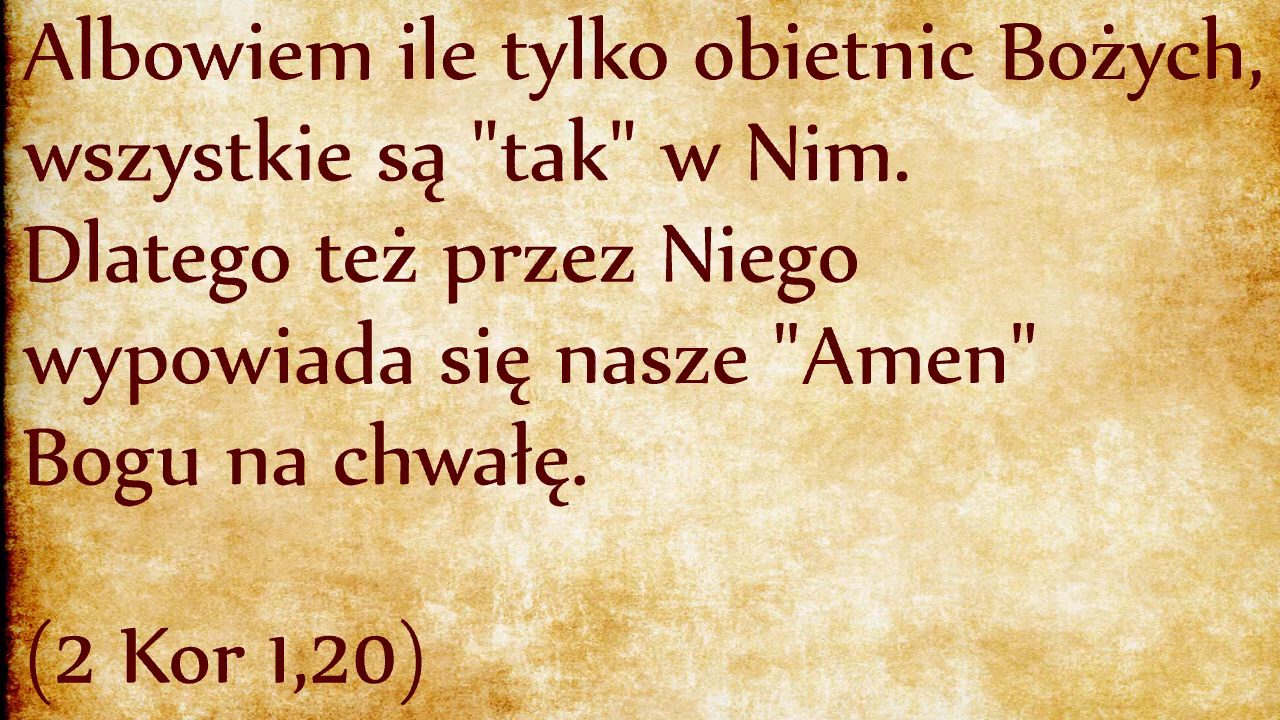 Albowiem ile tylko obietnic Bożych,
wszystkie są "tak" w Nim.
Dlatego też przez Niego
wypowiada się nasze "Amen"
Bogu na chwałę.
(2 Kor 1,20)